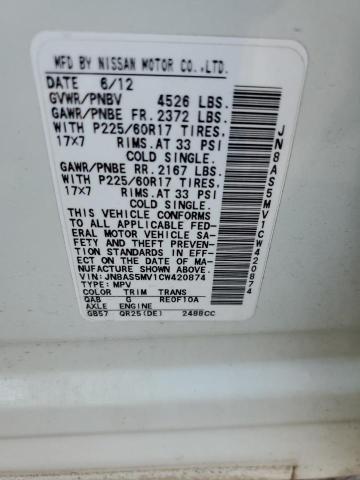 MFD BY NISSAN MOTOR CO.,LTD.
DATE 6/12
GVWR/PNBV 4526 LBS.
GAWR/PNBE FR. 2372 LBS.
WITH P225/60R17 TIRES,
17X7 RIMS.AT 33 PSI
COLD SINGLE.
GAWR/PNBE RR. 2167 LBS.
WITH P225/60R17 TIRES,
17X7 RIMS.AT 33 PSI
COLD SINGLE.
THIS VEHICLE CONFORMS
TO ALL APPLICABLE FED-
ERAL MOTOR VEHICLE SA-
FETY AND THEFT PREVEN-
TION STANDARDS IN EFF-
ECT ON THE DATE OF MA-
NUFACTURE SHOWN ABOVE.
VIN: JN8AS5MV1CW420874
TYPE: MPV
COLOR TRIM TRANS
QAB G RE0F10A
AXLE ENGINE
GB57 QR25(DE) 2488CC
JN8AS5MV1CW420874